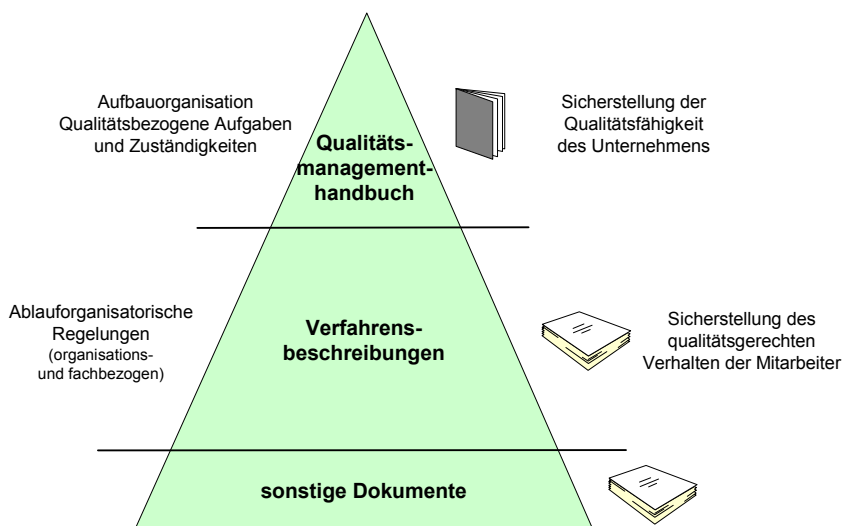 Aufbauorganisation
Qualitätsbezogene Aufgaben
und Zuständigkeiten
Qualitäts-
management-
handbuch
Sicherstellung der
Qualitätsfähigkeit
des Unternehmens
Ablauforganisatorische
Regelungen
(organisations-
und fachbezogen)
Verfahrens-
beschreibungen
Sicherstellung des
qualitätsgerechten
Verhalten der Mitarbeiter
sonstige Dokumente